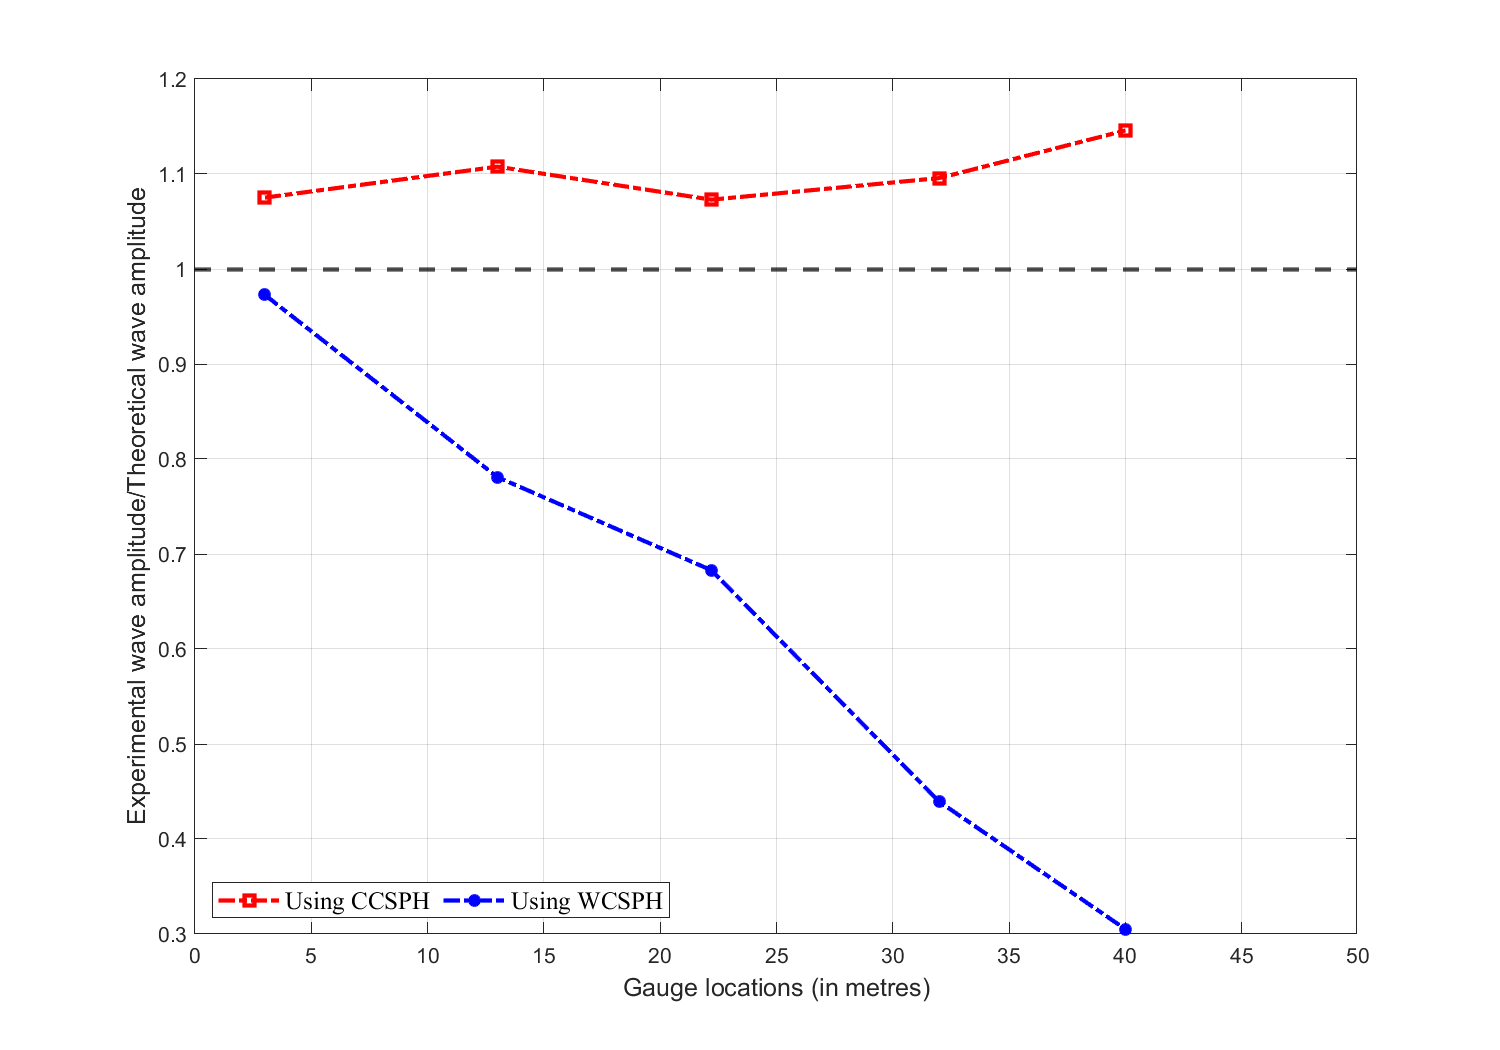 1.2
1.1
1
0.9
0.8
0.7
0.6
0.5
0.4
0.3
Experimental wave amplitude/Theoretical wave amplitude
Using CCSPH Using WCSPH
0 5 10 15 20 25 30 35 40 45 50
Gauge locations (in metres)